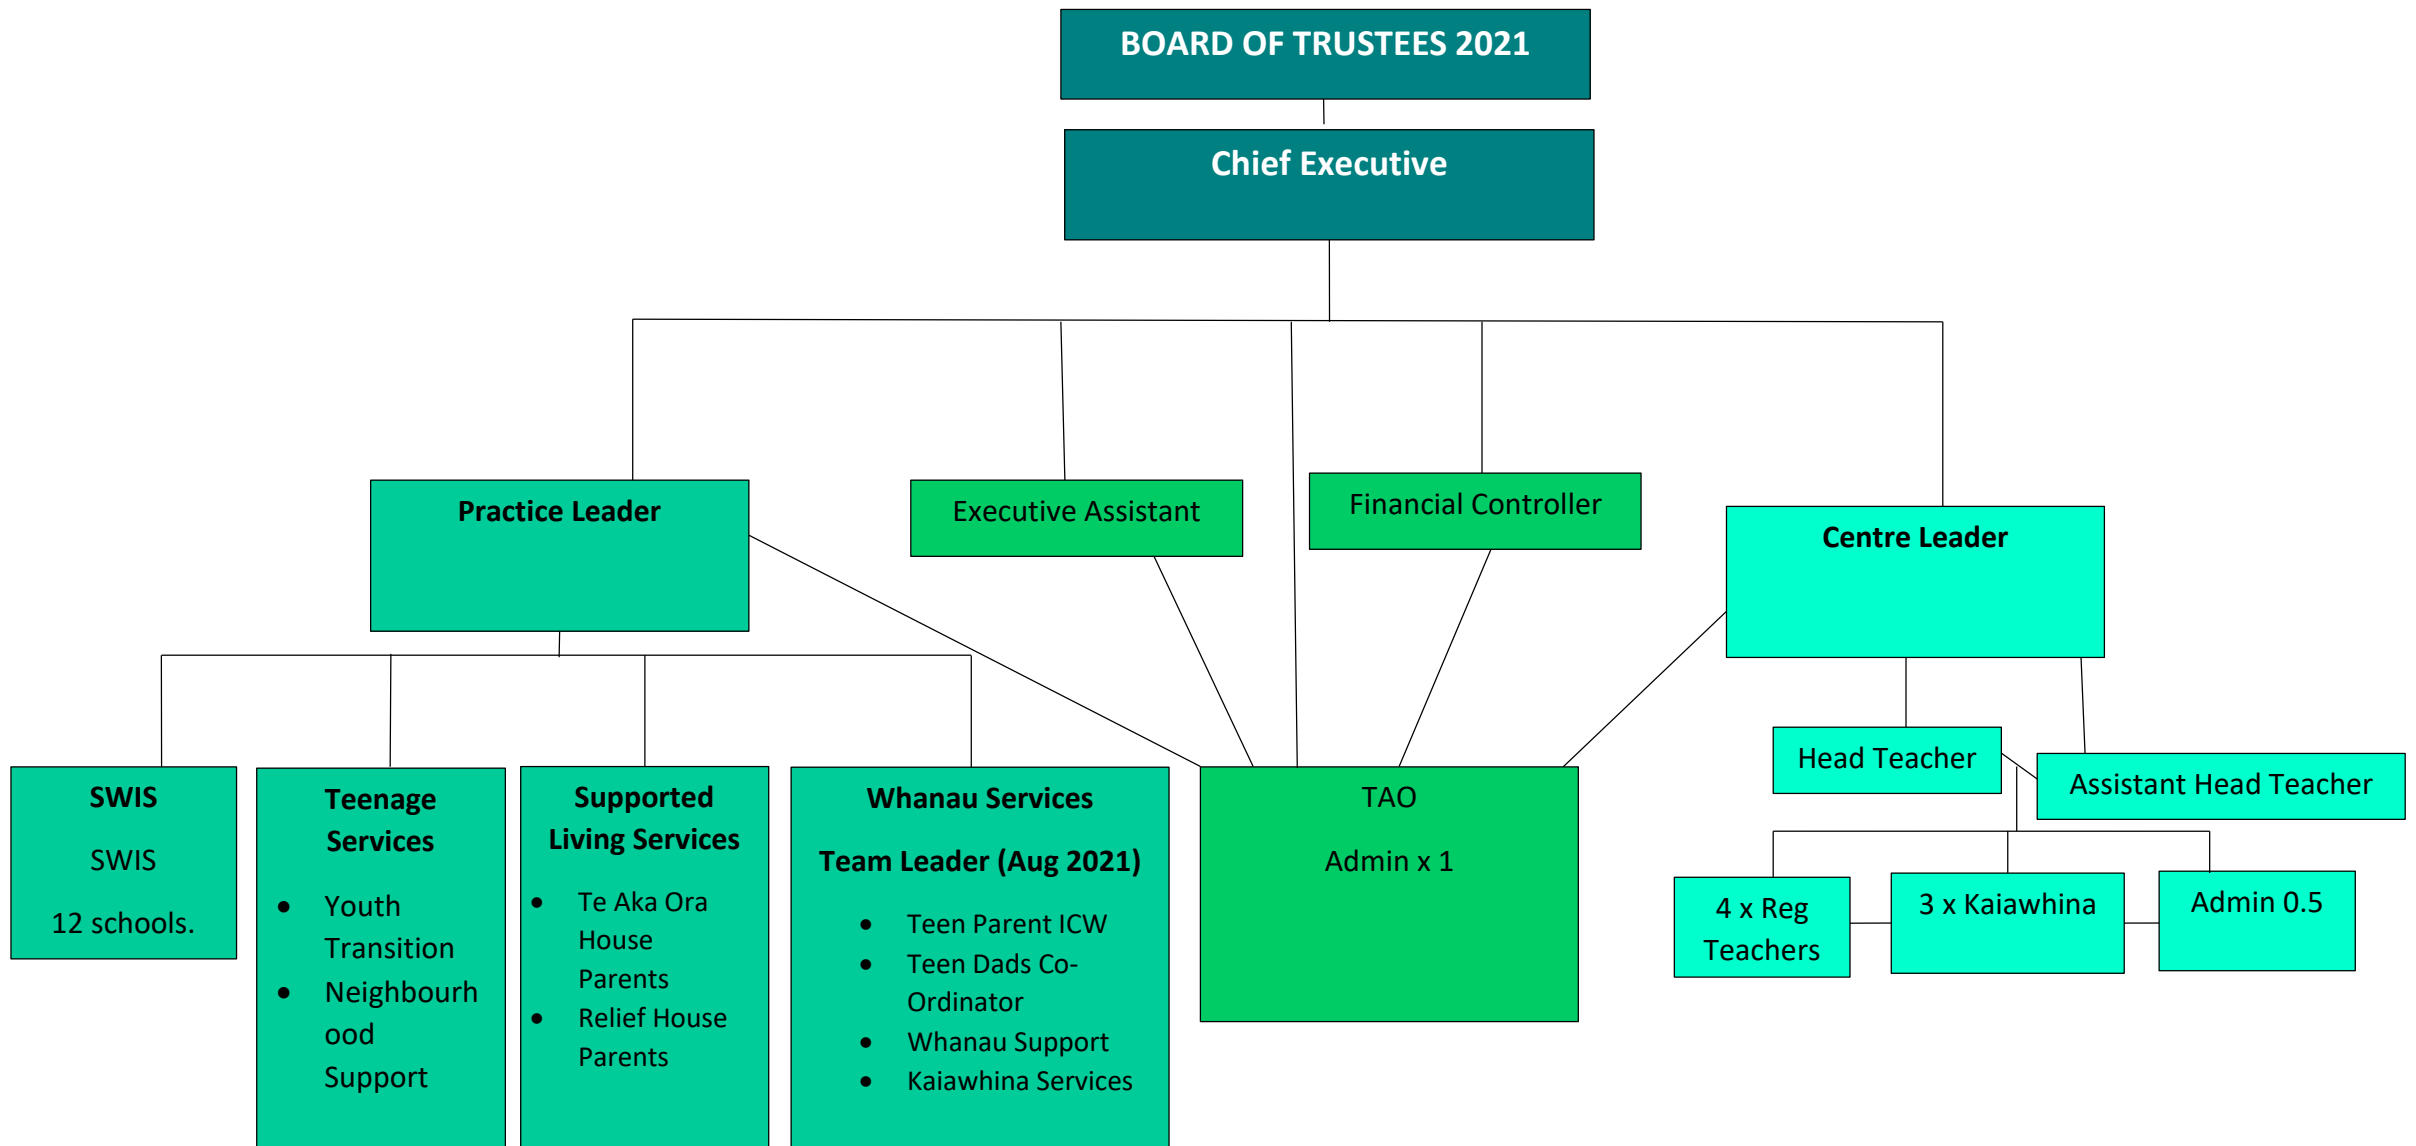 BOARD OF TRUSTEES 2021
Chief Executive
Practice Leader
Executive Assistant
Financial Controller
Centre Leader
Head Teacher
Assistant Head Teacher
SWIS
SWIS
12 schools.
Teenage
Services
• Youth
Transition
• Neighbourh
ood
Support
Supported
Living Services
• Te Aka Ora
House
Parents
• Relief House
Parents
Whanau Services
Team Leader (Aug 2021)
• Teen Parent ICW
• Teen Dads Co-
Ordinator
• Whanau Support
• Kaiawhina Services
TAO
Admin x 1
4 x Reg
Teachers
3 x Kaiawhina
Admin 0.5